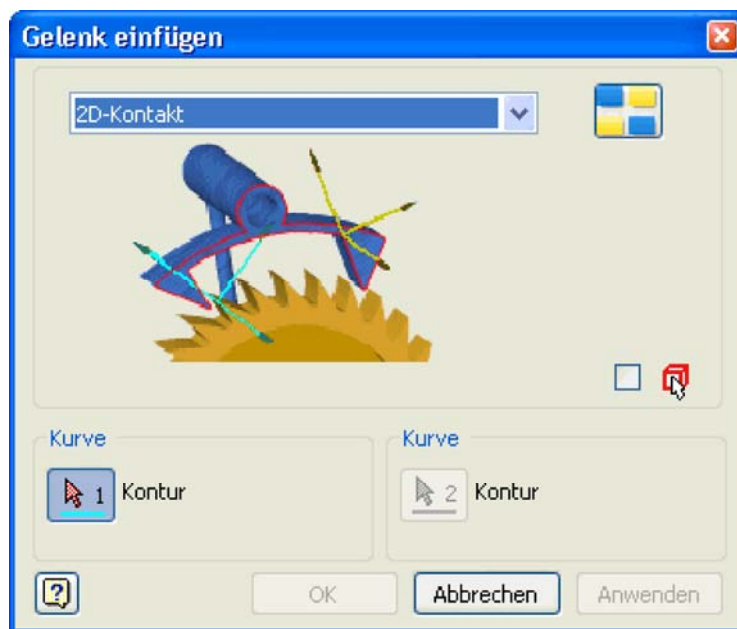 Gelenk einfügen
2D-Kontakt
Kurve
1 Kontur
Kurve
2 Kontur
OK
Abbrechen
Anwenden